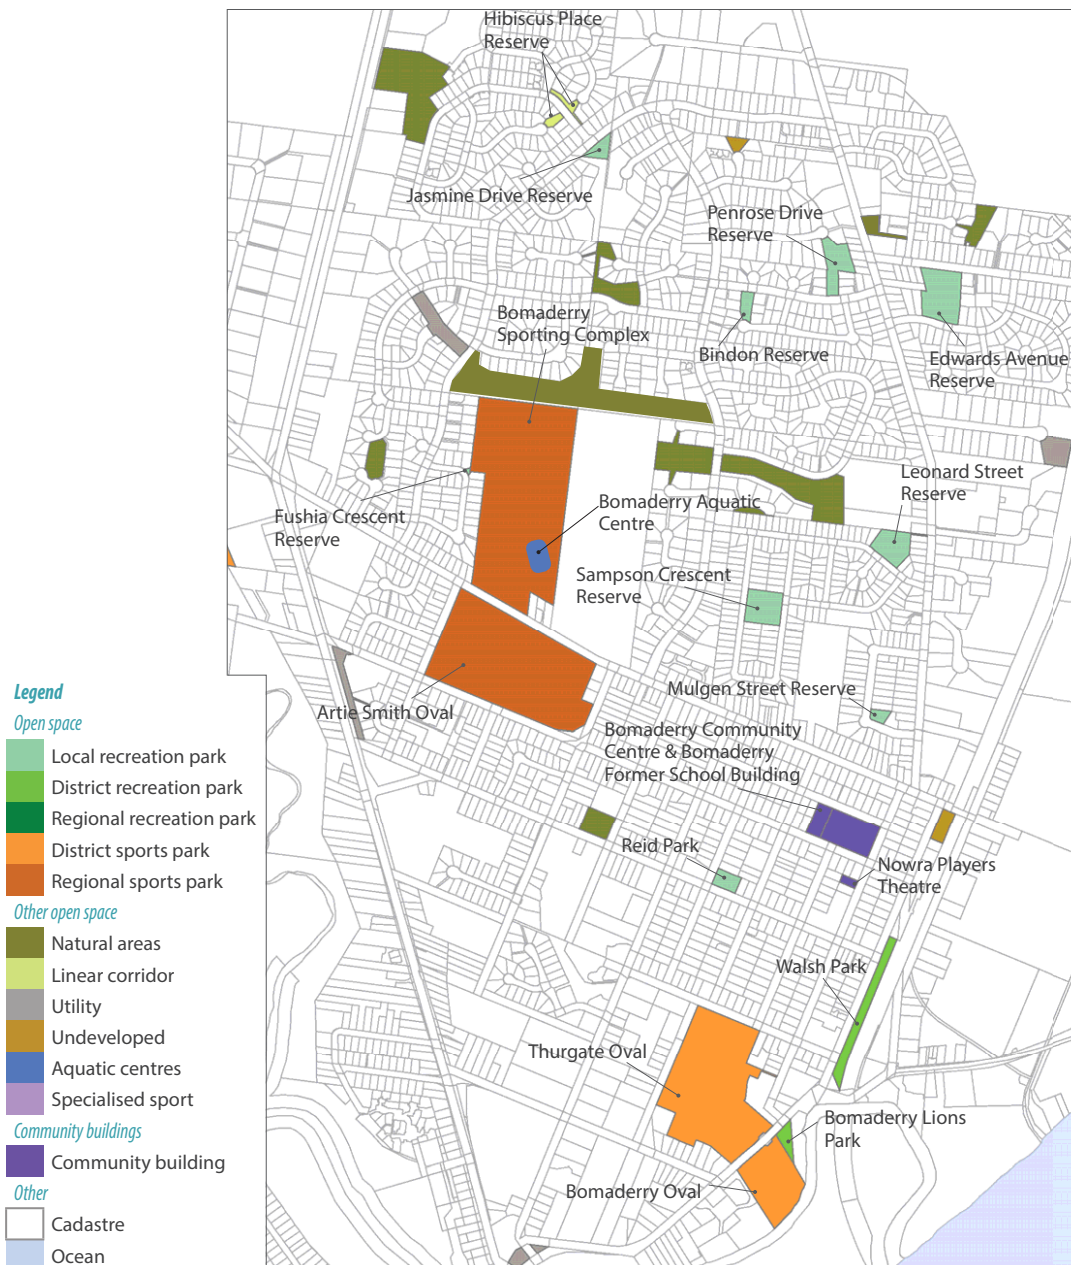 Hibiscus Place
Reserve
Jasmine Drive Reserve
Penrose Drive
Reserve
Bomaderry
Sporting Complex
Bindon Reserve
Edwards Avenue
Reserve
Leonard Street
Reserve
Fushia Crescent
Reserve
Bomaderry Aquatic
Centre
Sampson Crescent
Reserve
Mulgen Street Reserve
Artie Smith Oval
Bomaderry Community
Centre & Bomaderry
Former School Building
Reid Park
Nowra Players
Theatre
Walsh Park
Thurgate Oval
Bomaderry Lions
Park
Bomaderry Oval
Legend
Open space
Local recreation park
District recreation park
Regional recreation park
District sports park
Regional sports park
Other open space
Natural areas
Linear corridor
Utility
Undeveloped
Aquatic centres
Specialised sport
Community buildings
Community building
Other
Cadastre
Ocean